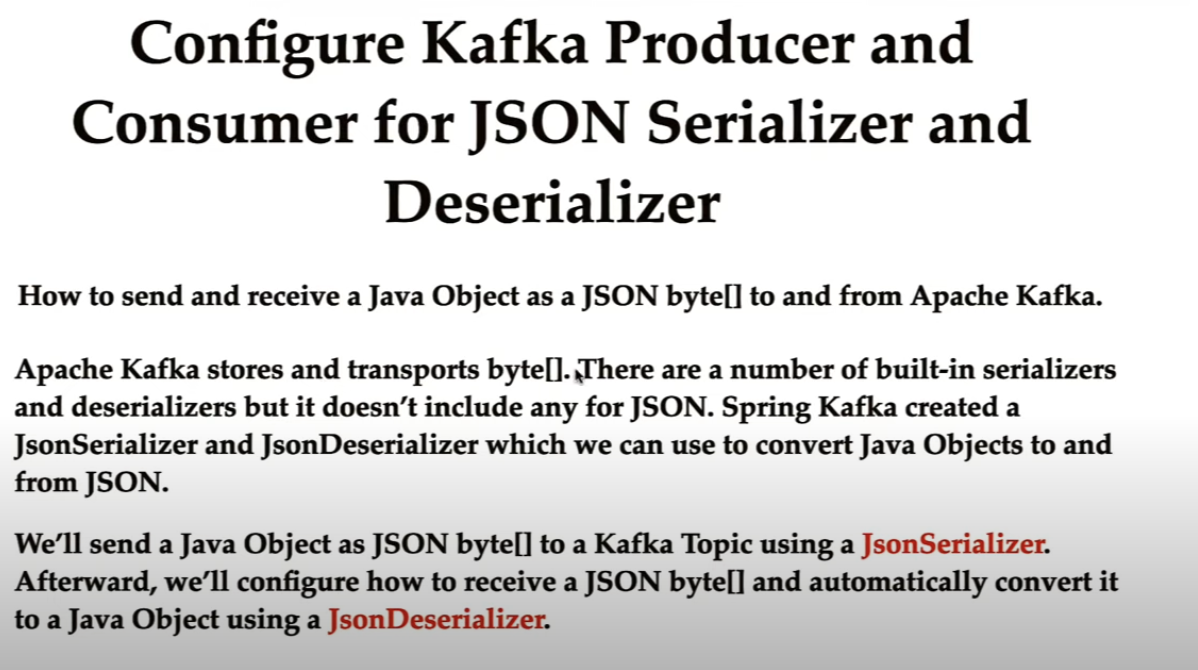 Configure Kafka Producer and
Consumer for JSON Serializer and
Deserializer
How to send and receive a Java Object as a JSON byte[] to and from Apache Kafka.
Apache Kafka stores and transports byte[]. There are a number of built-in serializers
and deserializers but it doesn’t include any for JSON. Spring Kafka created a
JsonSerializer and JsonDeserializer which we can use to convert Java Objects to and
from JSON.
We’ll send a Java Object as JSON byte[] to a Kafka Topic using a JsonSerializer.
Afterward, we’ll configure how to receive a JSON byte[] and automatically convert it
to a Java Object using a JsonDeserializer.